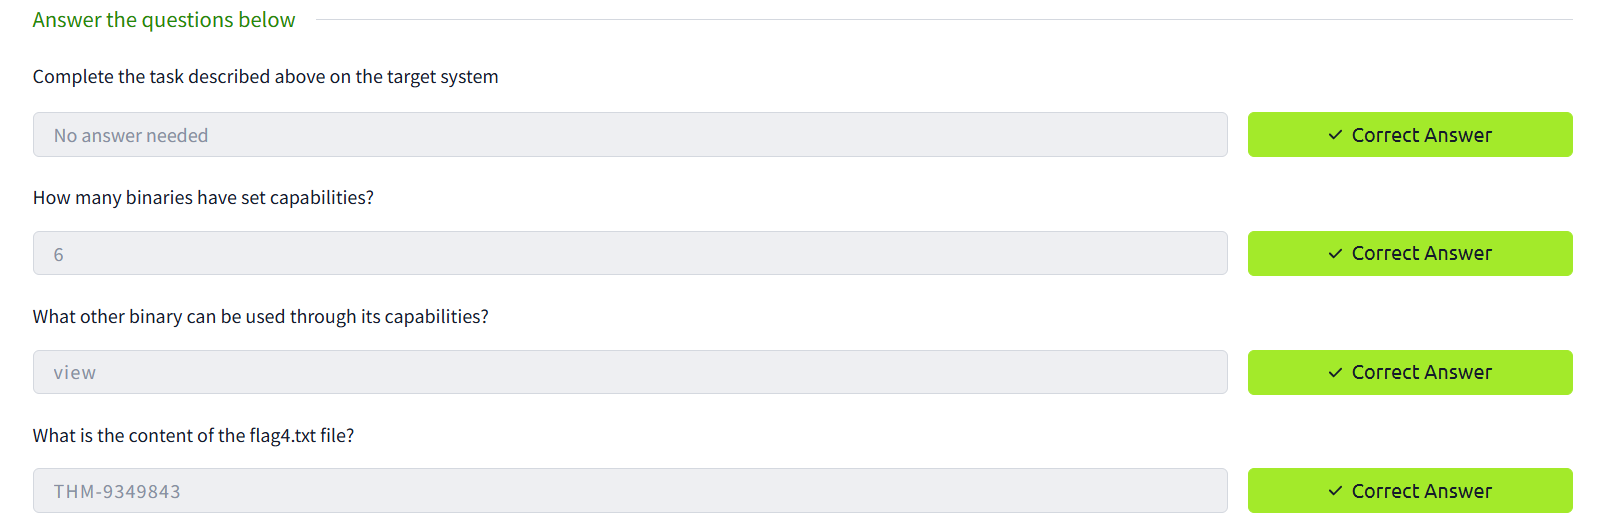 Answer the questions below
Complete the task described above on the target system
No answer needed
✓ Correct Answer
How many binaries have set capabilities?
6
✓ Correct Answer
What other binary can be used through its capabilities?
view
✓ Correct Answer
What is the content of the flag4.txt file?
THM-9349843
✓ Correct Answer